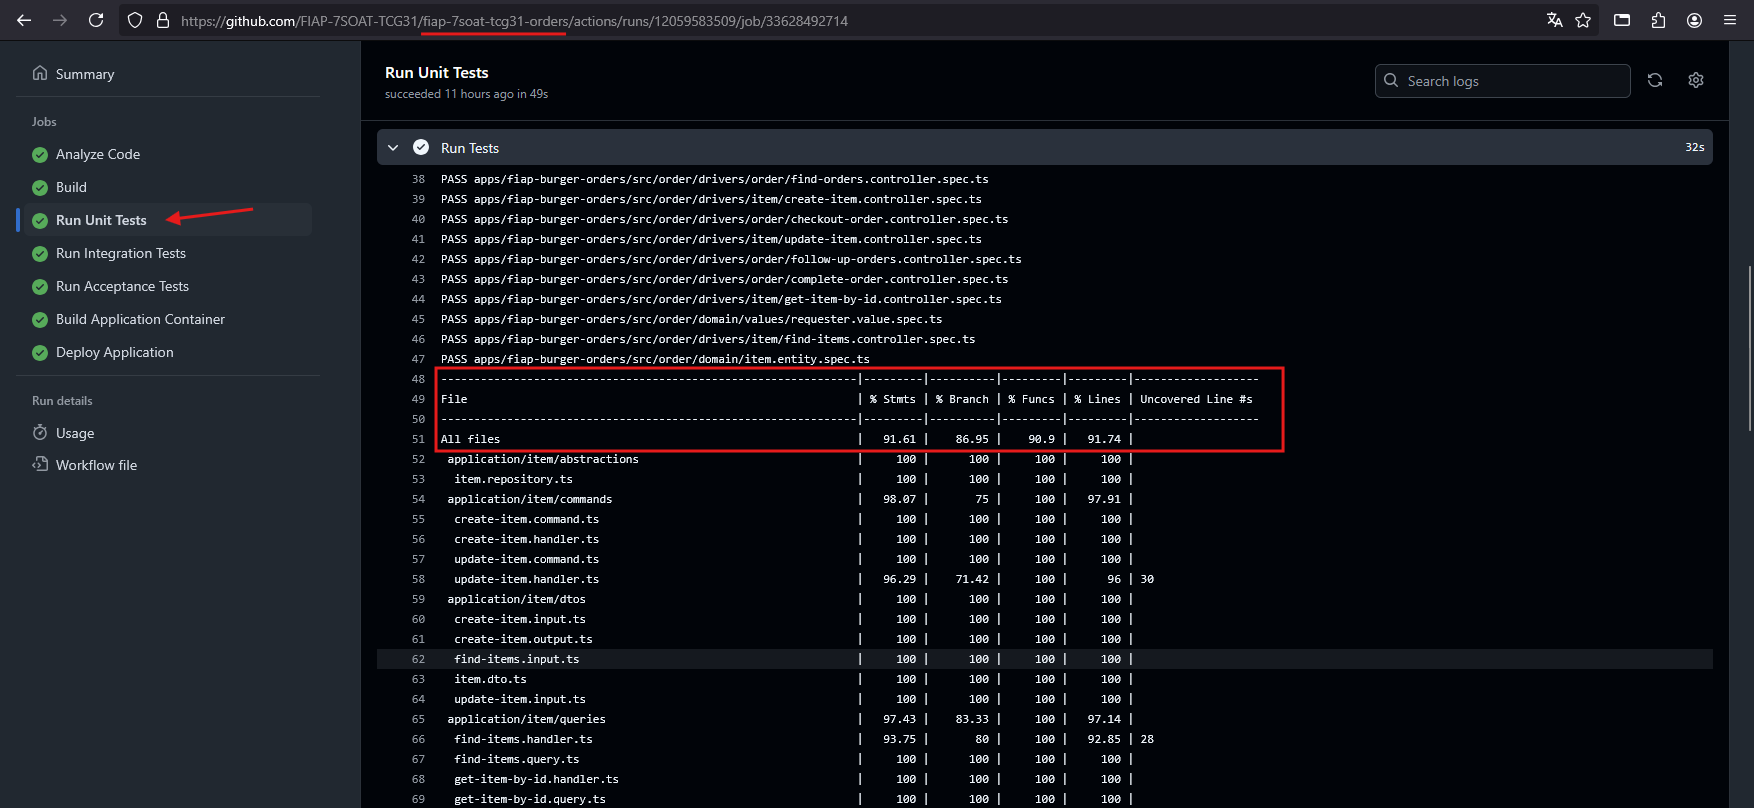 https://github.com/FIAP-7SOAT-TCG31/fiap-7soat-tcg31-orders/actions/runs/12059583509/job/33628492714
Summary
Jobs
Analyze Code
Build
Run Unit Tests
Run Integration Tests
Run Acceptance Tests
Build Application Container
Deploy Application
Run details
Usage
Workflow file
Run Unit Tests
succeeded 11 hours ago in 49s
Search logs
Run Tests 32s
38 PASS apps/fiap-burger-orders/src/order/drivers/order/find-orders.controller.spec.ts
39 PASS apps/fiap-burger-orders/src/order/drivers/item/create-item.controller.spec.ts
40 PASS apps/fiap-burger-orders/src/order/drivers/order/checkout-order.controller.spec.ts
41 PASS apps/fiap-burger-orders/src/order/drivers/item/update-item.controller.spec.ts
42 PASS apps/fiap-burger-orders/src/order/drivers/order/follow-up-orders.controller.spec.ts
43 PASS apps/fiap-burger-orders/src/order/drivers/order/complete-order.controller.spec.ts
44 PASS apps/fiap-burger-orders/src/order/drivers/item/get-item-by-id.controller.spec.ts
45 PASS apps/fiap-burger-orders/src/order/domain/values/requester.value.spec.ts
46 PASS apps/fiap-burger-orders/src/order/drivers/item/find-items.controller.spec.ts
47 PASS apps/fiap-burger-orders/src/order/domain/item.entity.spec.ts
48 ---------------------------------------------------------------|---------|----------|---------|---------|-------------------
49 File | % Stmts | % Branch | % Funcs | % Lines | Uncovered Line #s
50 ---------------------------------------------------------------|---------|----------|---------|---------|-------------------
51 All files | 91.61 | 86.95 | 90.9 | 91.74 |
52 application/item/abstractions | 100 | 100 | 100 | 100 |
53 item.repository.ts | 100 | 100 | 100 | 100 |
54 application/item/commands | 98.07 | 75 | 100 | 97.91 |
55 create-item.command.ts | 100 | 100 | 100 | 100 |
56 create-item.handler.ts | 100 | 100 | 100 | 100 |
57 update-item.command.ts | 100 | 100 | 100 | 100 |
58 update-item.handler.ts | 96.29 | 71.42 | 100 | 96 | 30
59 application/item/dtos | 100 | 100 | 100 | 100 |
60 create-item.input.ts | 100 | 100 | 100 | 100 |
61 create-item.output.ts | 100 | 100 | 100 | 100 |
62 find-items.input.ts | 100 | 100 | 100 | 100 |
63 item.dto.ts | 100 | 100 | 100 | 100 |
64 update-item.input.ts | 100 | 100 | 100 | 100 |
65 application/item/queries | 97.43 | 83.33 | 100 | 97.14 |
66 find-items.handler.ts | 93.75 | 80 | 100 | 92.85 | 28
67 find-items.query.ts | 100 | 100 | 100 | 100 |
68 get-item-by-id.handler.ts | 100 | 100 | 100 | 100 |
69 get-item-by-id.query.ts | 100 | 100 | 100 | 100 |